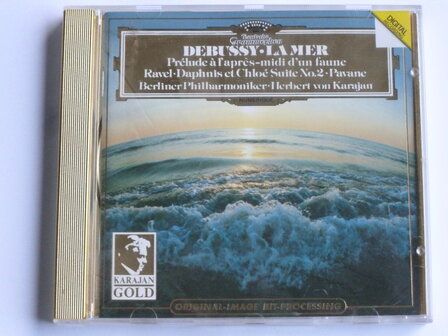 Deutsche
Grammophon
DIGITAL
DEBUSSY·LA MER
Prélude à l'après-midi d'un faune
Ravel·Daphnis et Chloé Suite No.2·Pavane
Berliner Philharmoniker·Herbert von Karajan
NUMERIQUE
KARAJAN
GOLD
ORIGINAL-IMAGE BIT-PROCESSING